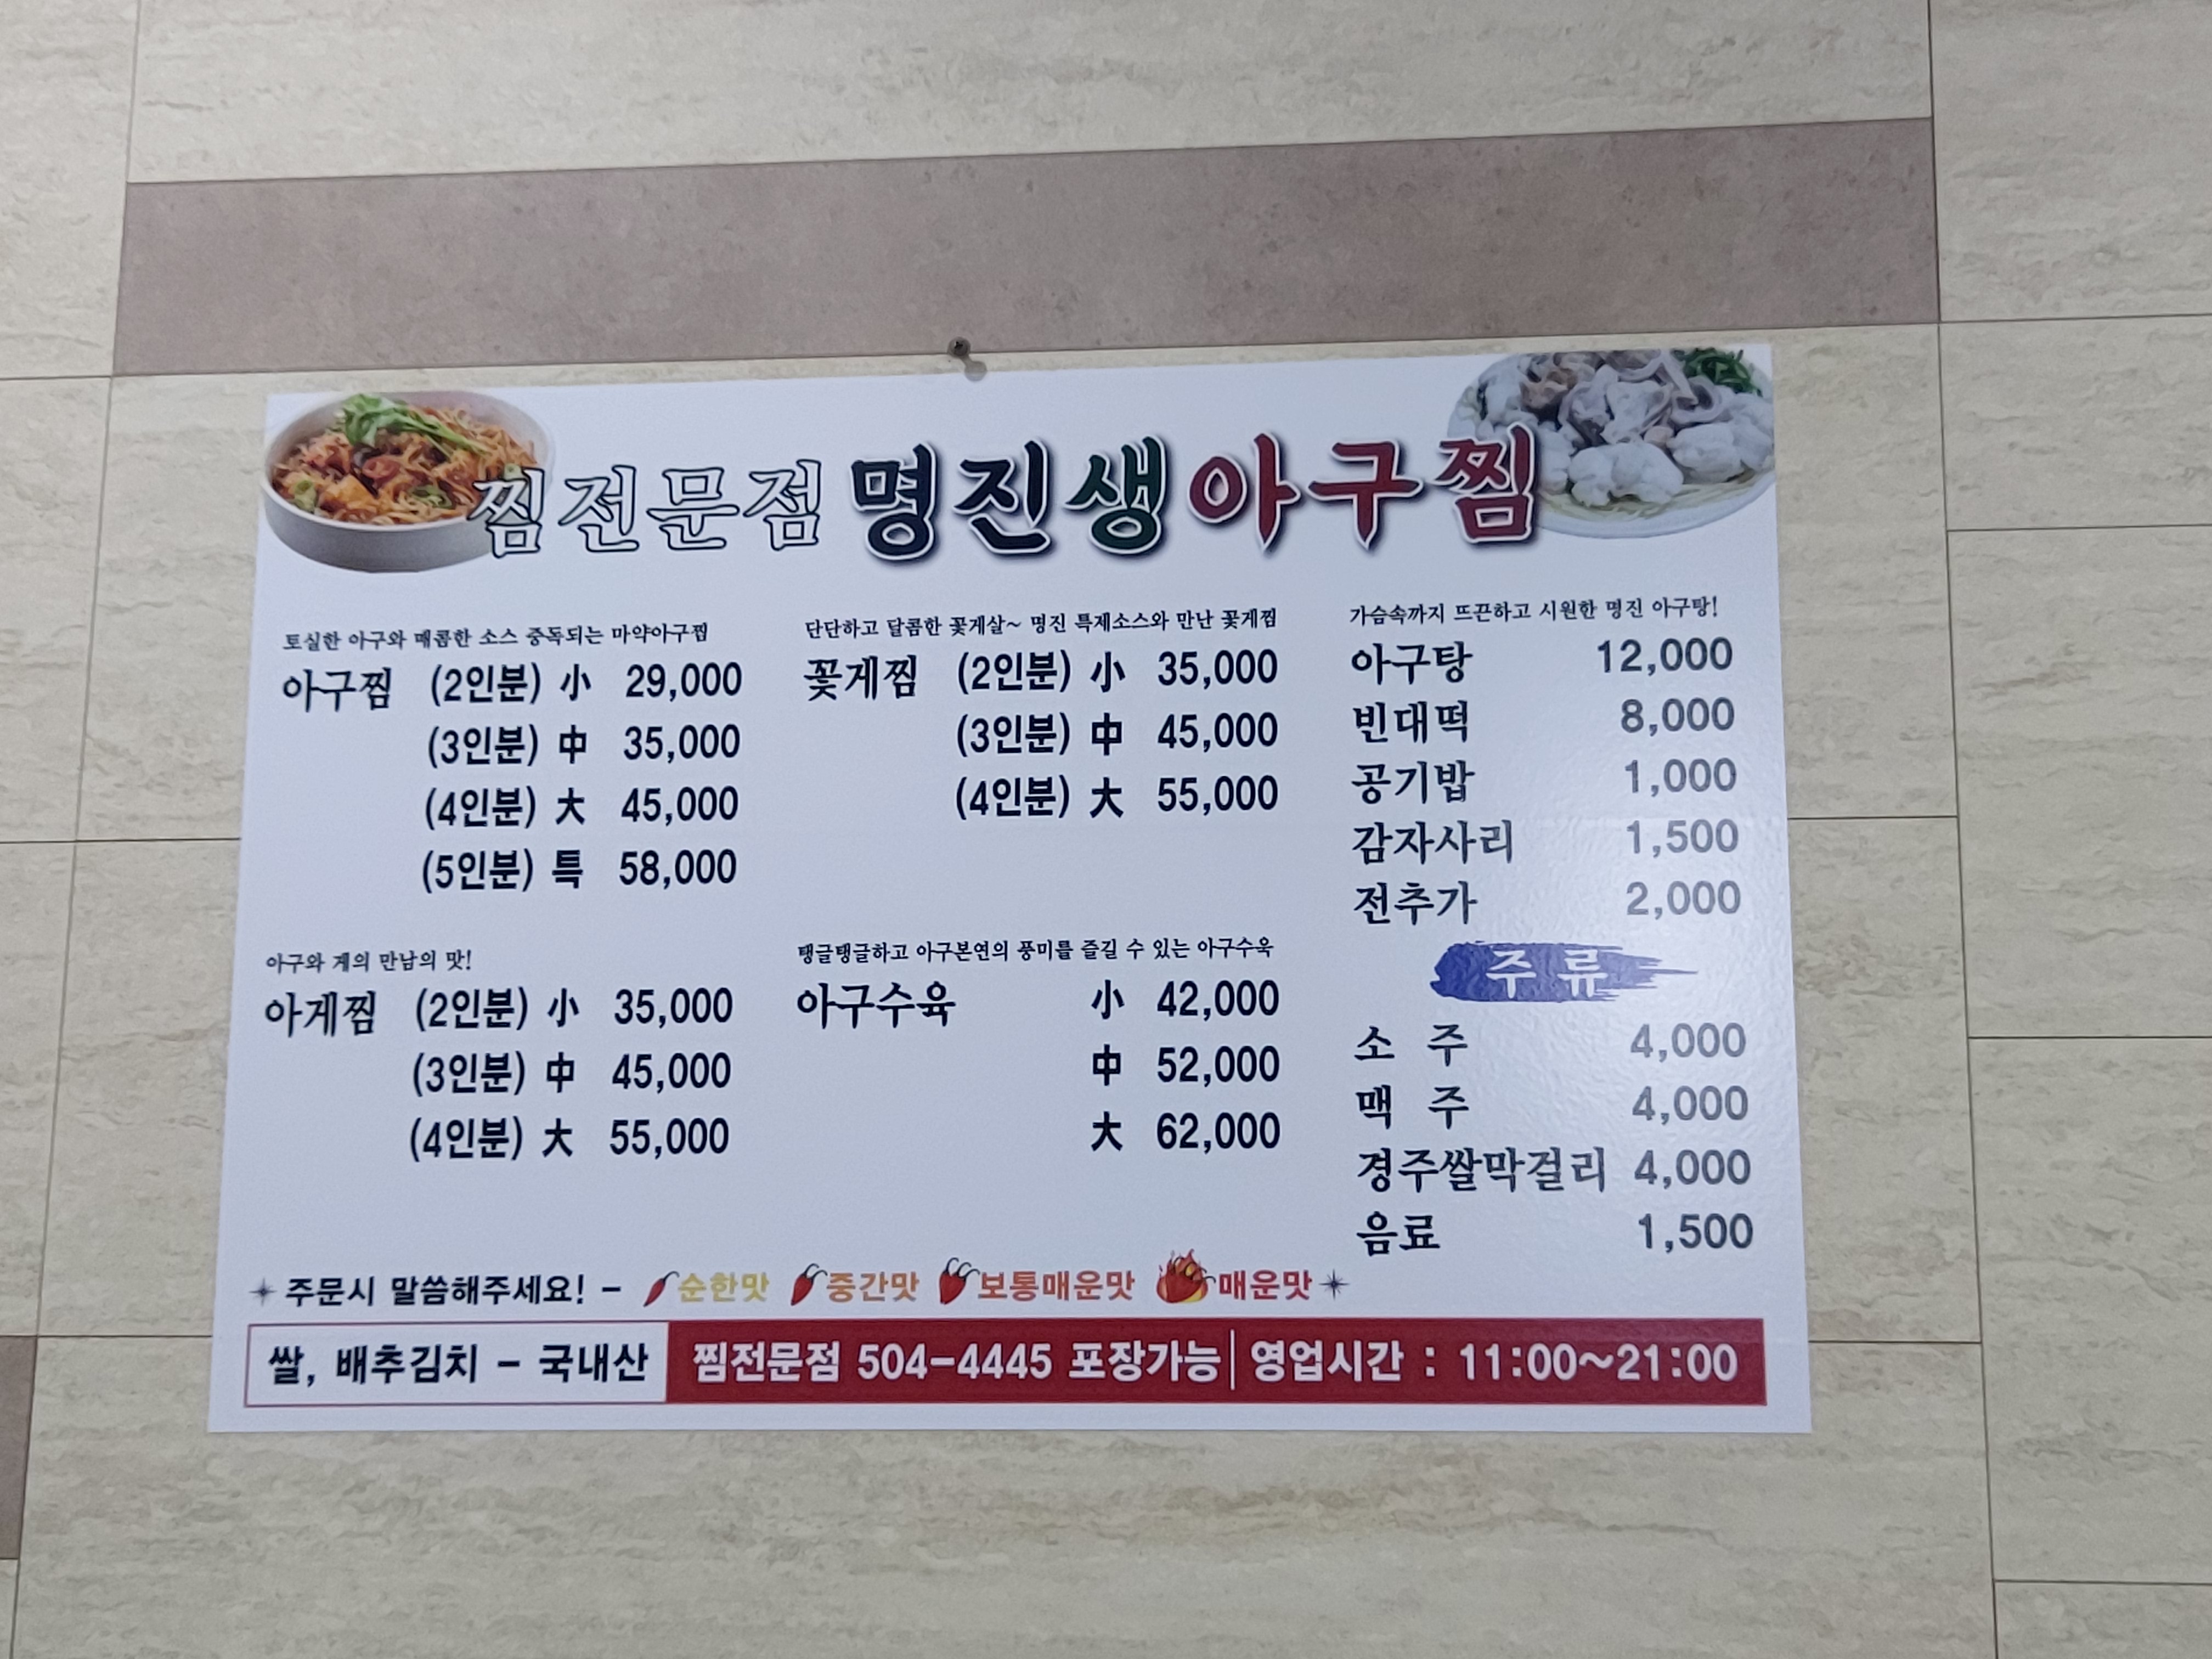 찜전문점 명진생아구찜
토실한 아구와 매콤한 소스 중독되는 마약아구찜
아구찜 (2인분) 小 29,000
(3인분) 中 35,000
(4인분) 大 45,000
(5인분) 특 58,000
아구와 게의 만남의 맛!
아게찜 (2인분) 小 35,000
(3인분) 中 45,000
(4인분) 大 55,000
단단하고 달콤한 꽃게살~ 명진 특제소스와 만난 꽃게찜
꽃게찜 (2인분) 小 35,000
(3인분) 中 45,000
(4인분) 大 55,000
탱글탱글하고 아구본연의 풍미를 즐길 수 있는 아구수욱
아구수육 小 42,000
中 52,000
大 62,000
가슴속까지 뜨끈하고 시원한 명진 아구탕!
아구탕 12,000
빈대떡 8,000
공기밥 1,000
감자사리 1,500
전추가 2,000
주류
소 주 4,000
맥 주 4,000
경주쌀막걸리 4,000
음료 1,500
주문시 말씀해주세요! - 순한맛 중간맛 보통매운맛 매운맛
쌀, 배추김치 - 국내산 찜전문점 504-4445 포장가능 | 영업시간 : 11:00~21:00